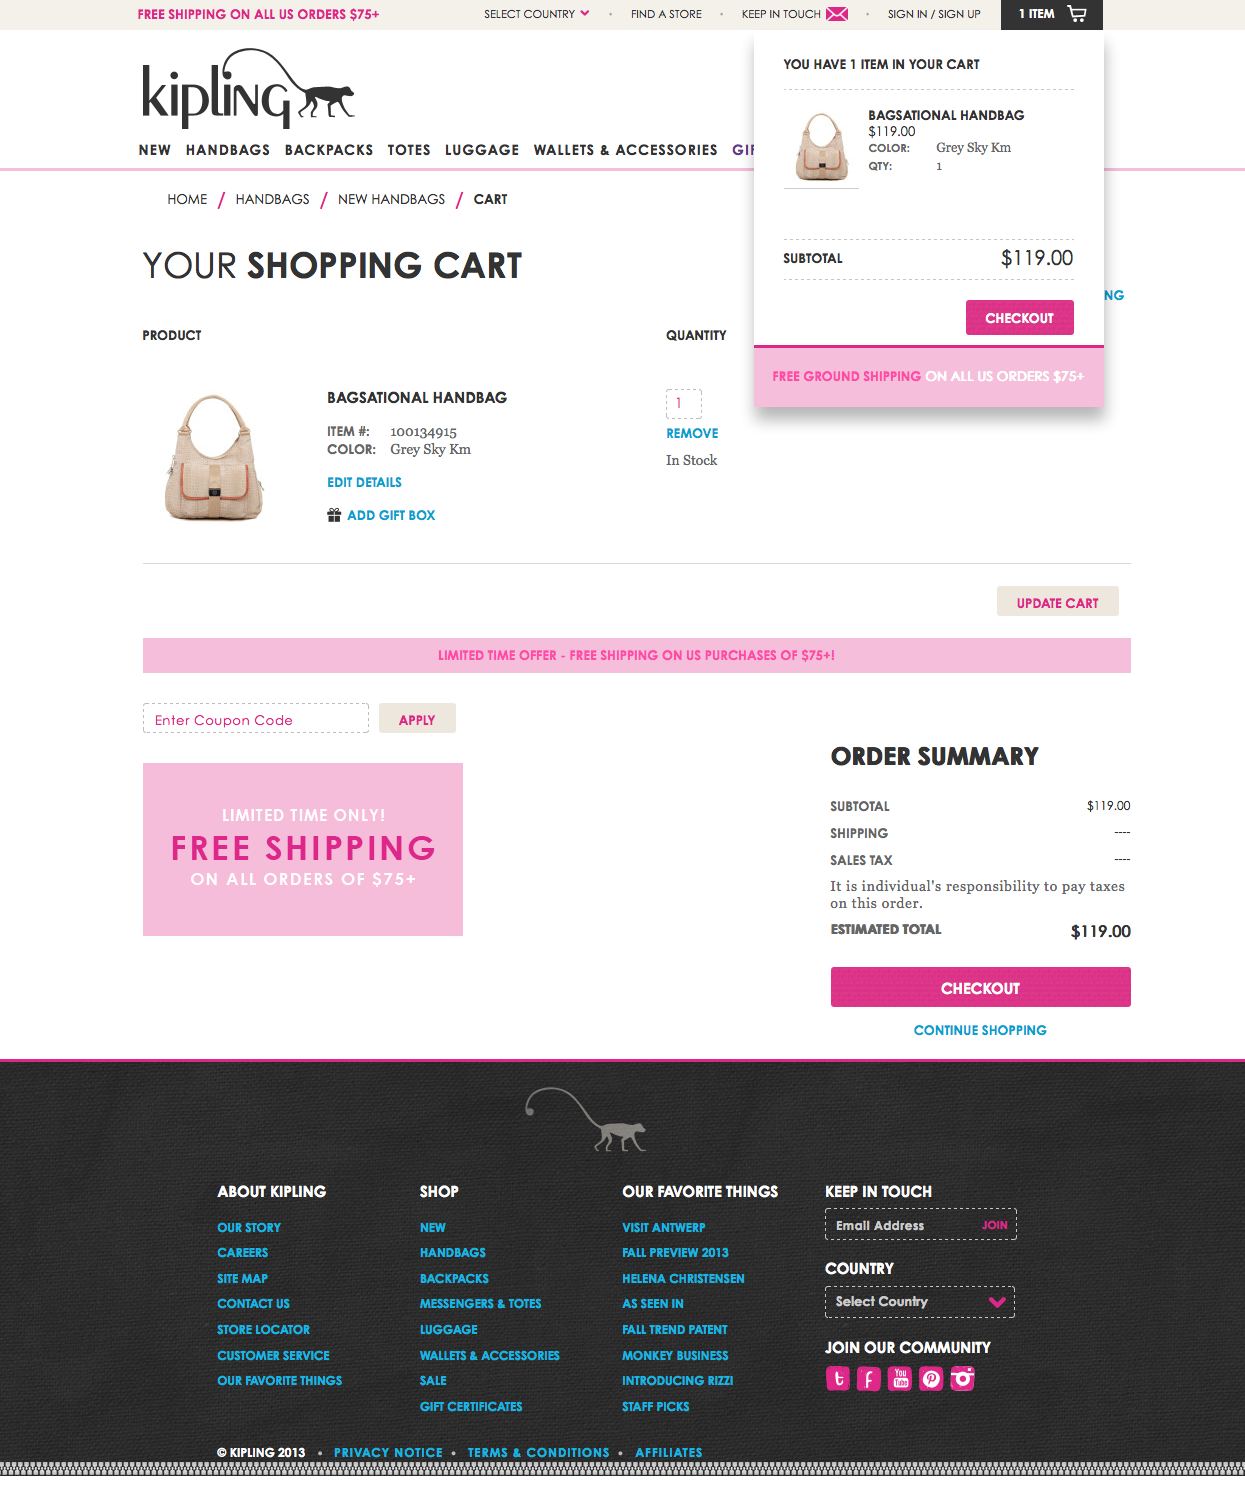 FREE SHIPPING ON ALL US ORDERS $75+
SELECT COUNTRY
FIND A STORE
KEEP IN TOUCH
SIGN IN / SIGN UP
1 ITEM
kipling
NEW HANDBAGS BACKPACKS TOTES LUGGAGE WALLETS & ACCESSORIES
YOU HAVE 1 ITEM IN YOUR CART
BAGSATIONAL HANDBAG
$119.00
COLOR: Grey Sky Km
QTY: 1
SUBTOTAL $119.00
CHECKOUT
FREE GROUND SHIPPING ON ALL US ORDERS $75+
HOME / HANDBAGS / NEW HANDBAGS / CART
YOUR SHOPPING CART
NG
PRODUCT
QUANTITY
BAGSATIONAL HANDBAG
ITEM #: 100134915
COLOR: Grey Sky Km
EDIT DETAILS
ADD GIFT BOX
1
REMOVE
In Stock
UPDATE CART
LIMITED TIME OFFER - FREE SHIPPING ON US PURCHASES OF $75+!
Enter Coupon Code
APPLY
LIMITED TIME ONLY!
FREE SHIPPING
ON ALL ORDERS OF $75+
ORDER SUMMARY
SUBTOTAL $119.00
SHIPPING ----
SALES TAX ----
It is individual's responsibility to pay taxes
on this order.
ESTIMATED TOTAL $119.00
CHECKOUT
CONTINUE SHOPPING
ABOUT KIPLING
OUR STORY
CAREERS
SITE MAP
CONTACT US
STORE LOCATOR
CUSTOMER SERVICE
OUR FAVORITE THINGS
SHOP
NEW
HANDBAGS
BACKPACKS
MESSENGERS & TOTES
LUGGAGE
WALLETS & ACCESSORIES
SALE
GIFT CERTIFICATES
OUR FAVORITE THINGS
VISIT ANTWERP
FALL PREVIEW 2013
HELENA CHRISTENSEN
AS SEEN IN
FALL TREND PATENT
MONKEY BUSINESS
INTRODUCING RIZZI
STAFF PICKS
KEEP IN TOUCH
Email Address JOIN
COUNTRY
Select Country
JOIN OUR COMMUNITY
You Tube
© KIPLING 2013 • PRIVACY NOTICE • TERMS & CONDITIONS • AFFILIATES